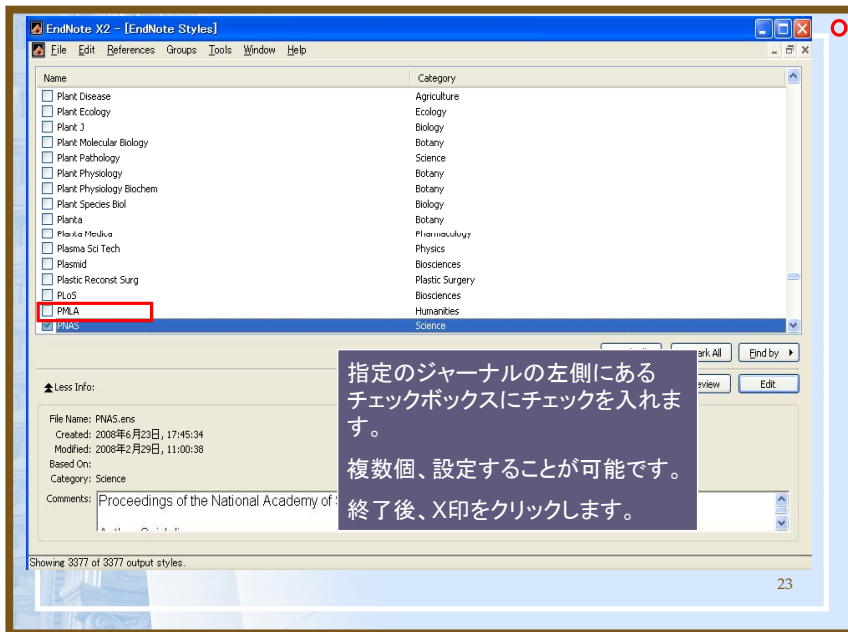 EndNote X2 - [EndNote Styles]
File Edit References Groups Tools Window Help
Name Category
Plant Disease Agriculture
Plant Ecology Ecology
Plant J Biology
Plant Molecular Biology Botany
Plant Pathology Science
Plant Physiology Botany
Plant Physiology Biochem Botany
Plant Species Biol Biology
Planta Botany
Planta Medica Pharmacology
Plasma Sci Tech Physics
Plasmid Biosciences
Plastic Reconst Surg Plastic Surgery
PLoS Biosciences
PMLA Humanities
PNAS Science
ark All Find by
Less Info: eview Edit
指定のジャーナルの左側にある
チェックボックスにチェックを入れま
す。
複数個、設定することが可能です。
終了後、X印をクリックします。
File Name: PNAS.ens
Created: 2008年6月23日, 17:45:34
Modified: 2008年2月29日, 11:00:38
Based On:
Category: Science
Comments: Proceedings of the National Academy of
Showing 3377 of 3377 output styles.
23